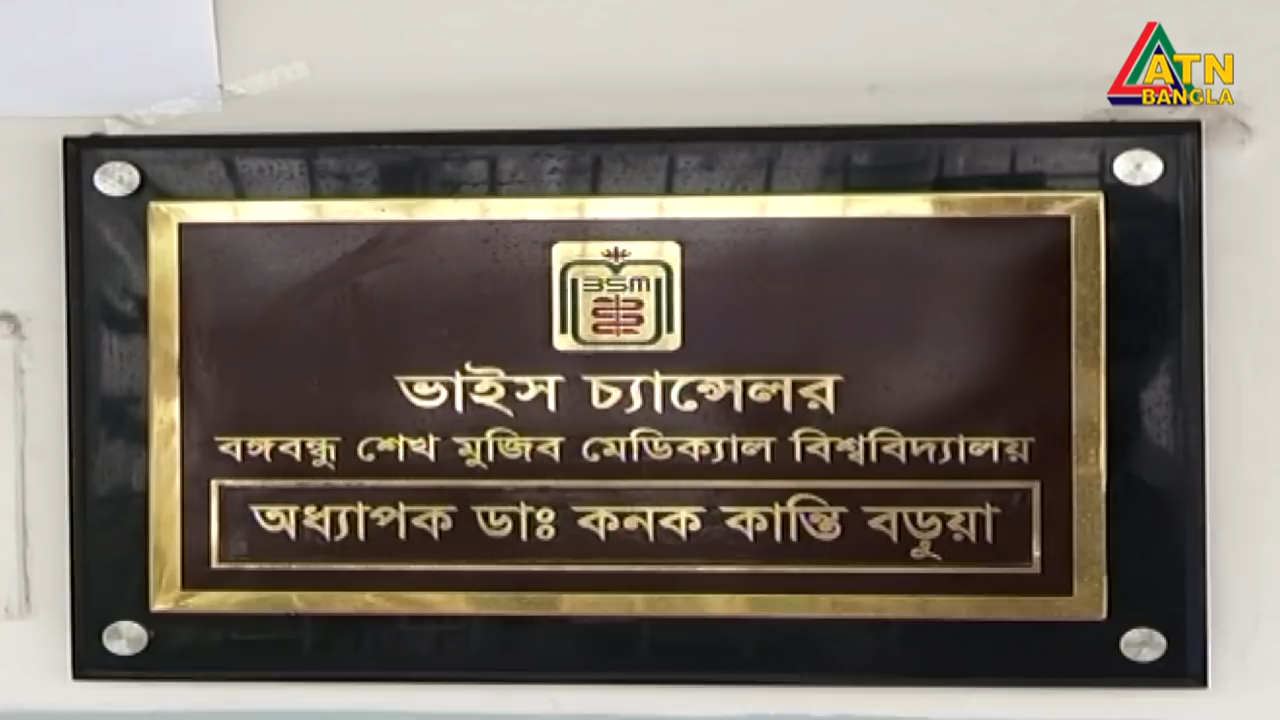 ATN
BANGLA
BSM
ভাইস চ্যান্সেলর
বঙ্গবন্ধু শেখ মুজিব মেডিক্যাল বিশ্ববিদ্যালয়
অধ্যাপক ডাঃ কনক কান্তি বড়ুয়া